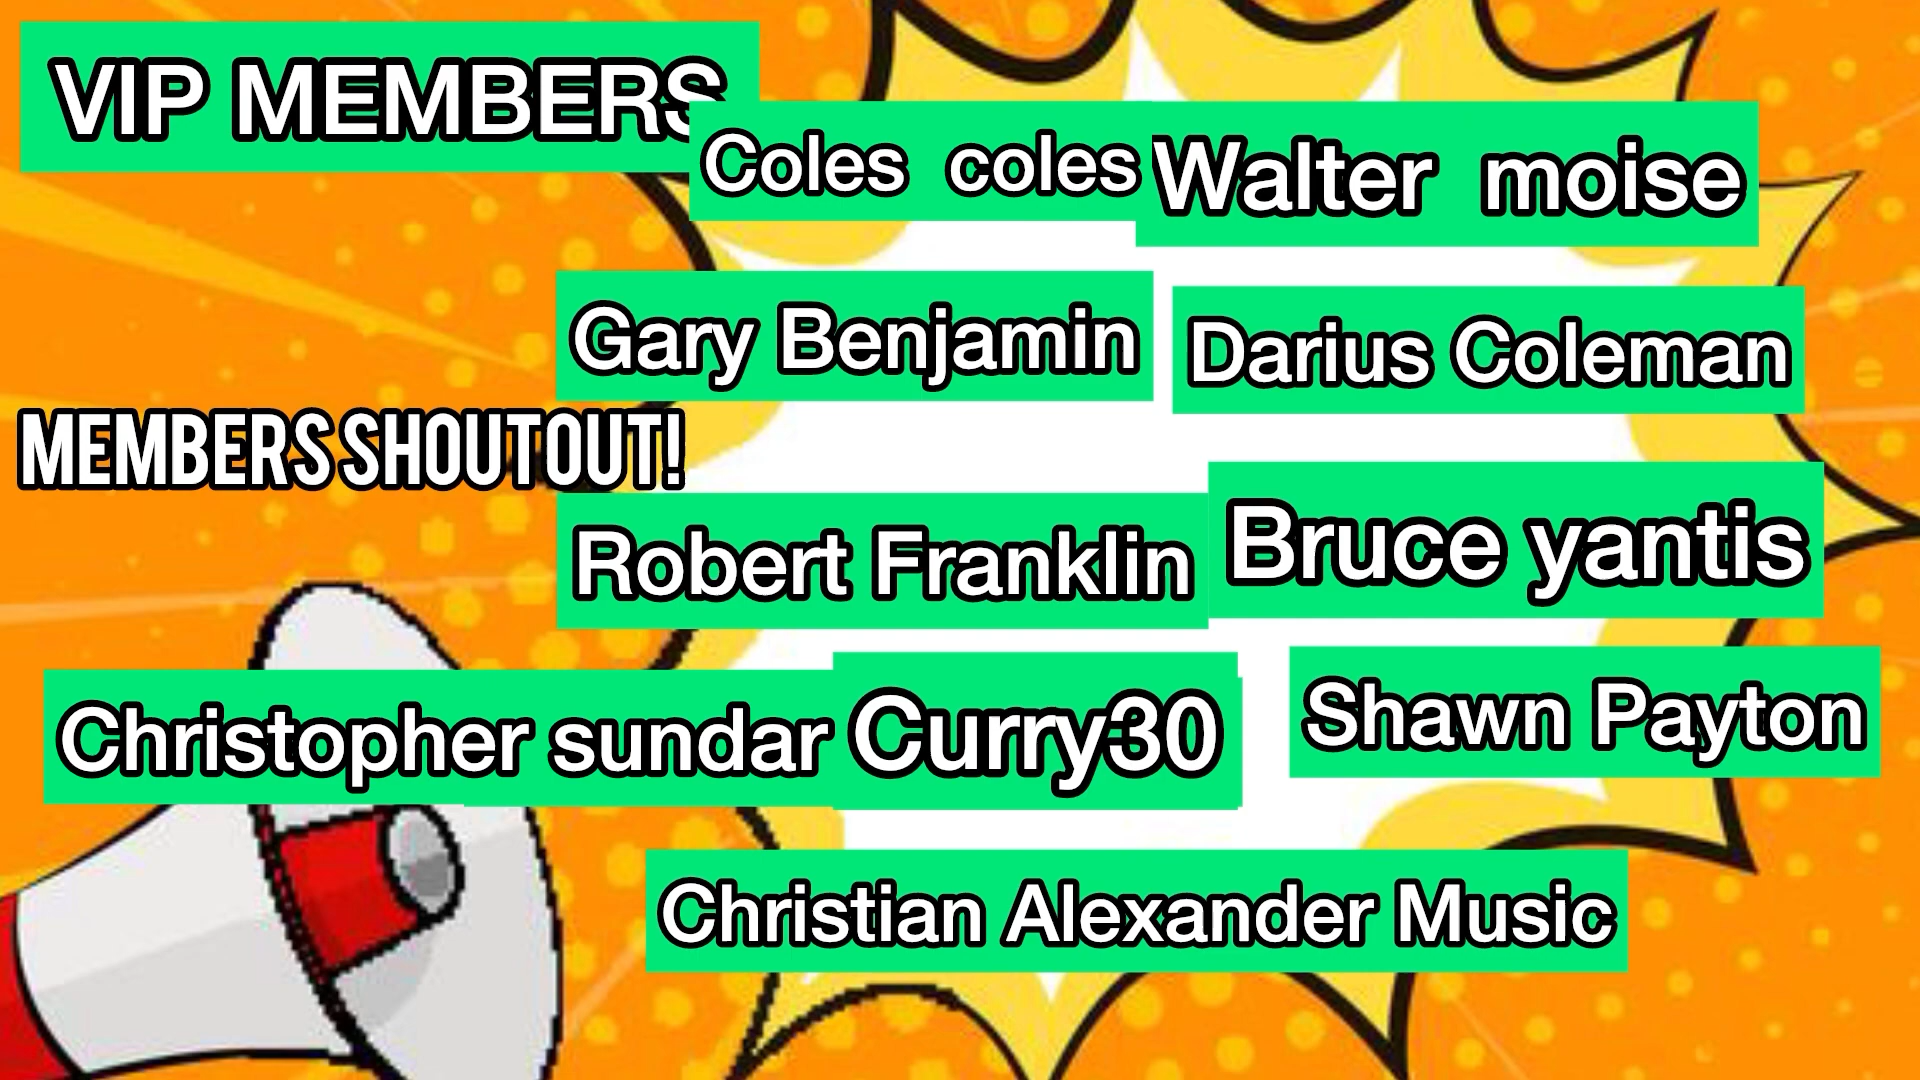 VIP MEMBERS
Coles coles
Walter moise
Gary Benjamin
Darius Coleman
MEMBERS SHOUTOUT!
Robert Franklin
Bruce yantis
Christopher sundar
Curry30
Shawn Payton
Christian Alexander Music